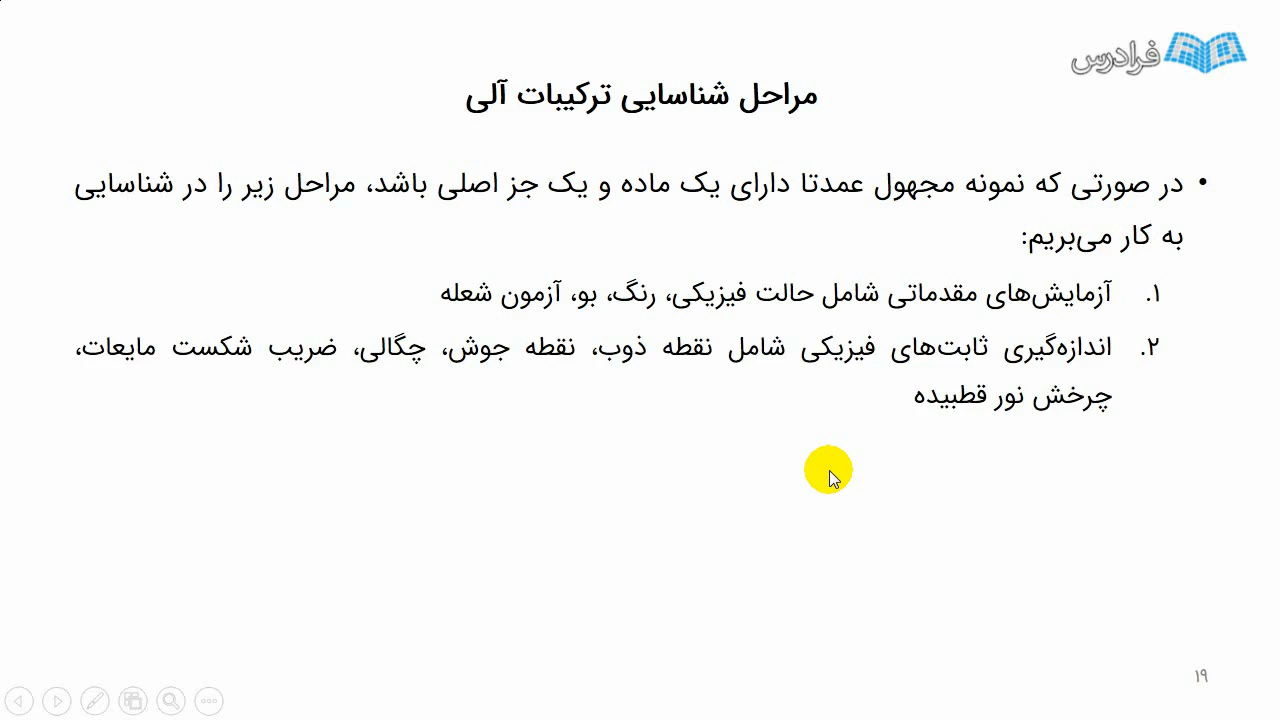 فرادرس
مراحل شناسایی ترکیبات آلی
• در صورتی که نمونه مجهول عمدتا دارای یک ماده و یک جز اصلی باشد، مراحل زیر را در شناسایی
به کار می‌بریم:
۱. آزمایش‌های مقدماتی شامل حالت فیزیکی، رنگ، بو، آزمون شعله
۲. اندازه‌گیری ثابت‌های فیزیکی شامل نقطه ذوب، نقطه جوش، چگالی، ضریب شکست مایعات،
چرخش نور قطبیده
۱۹